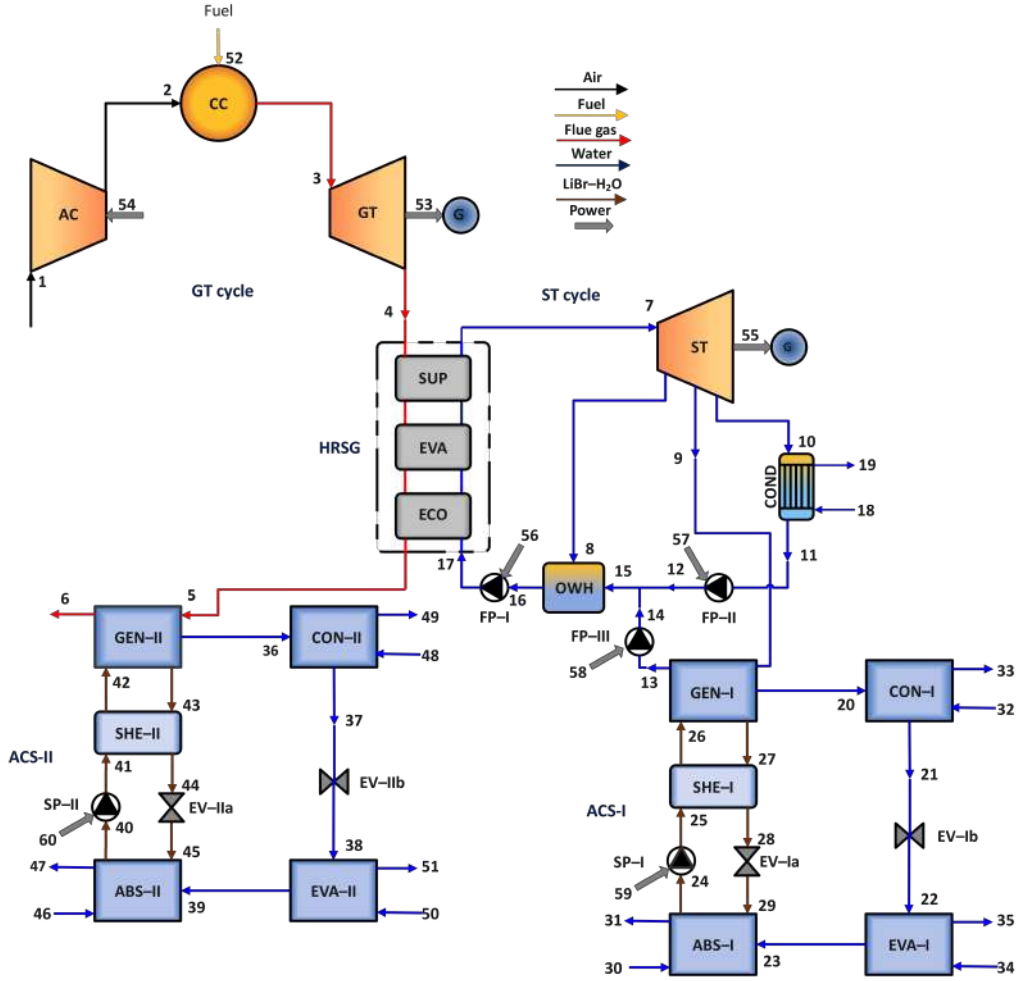 Fuel
52
2
CC
Air
Fuel
Flue gas
Water
LiBr–H₂O
Power
3
AC
54
GT
53
G
1
GT cycle
ST cycle
4
7
ST
55
G
SUP
HRSG
EVA
ECO
9
10
COND
19
18
17
56
57
11
8
12
15
OWH
16
FP–I
FP–II
14
FP–III
58
13
6
5
GEN–II
36
CON–II
49
48
42
43
SHE–II
37
ACS-II
41
44
SP–II
EV–IIa
EV–IIb
60
40
45
38
47
ABS–II
46
39
EVA–II
51
50
GEN–I
20
CON–I
33
32
26
27
SHE–I
21
ACS-I
25
28
SP–I
EV–Ia
EV–Ib
59
24
29
22
31
ABS–I
30
23
EVA–I
35
34